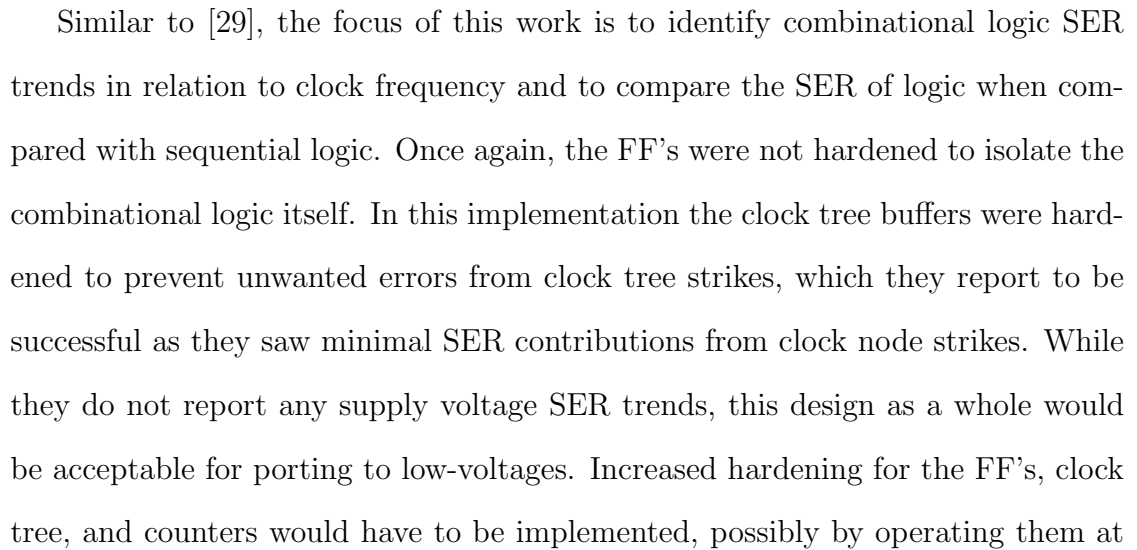 Similar to [29], the focus of this work is to identify combinational logic SER
trends in relation to clock frequency and to compare the SER of logic when com-
pared with sequential logic. Once again, the FF's were not hardened to isolate the
combinational logic itself. In this implementation the clock tree buffers were hard-
ened to prevent unwanted errors from clock tree strikes, which they report to be
successful as they saw minimal SER contributions from clock node strikes. While
they do not report any supply voltage SER trends, this design as a whole would
be acceptable for porting to low-voltages. Increased hardening for the FF's, clock
tree, and counters would have to be implemented, possibly by operating them at